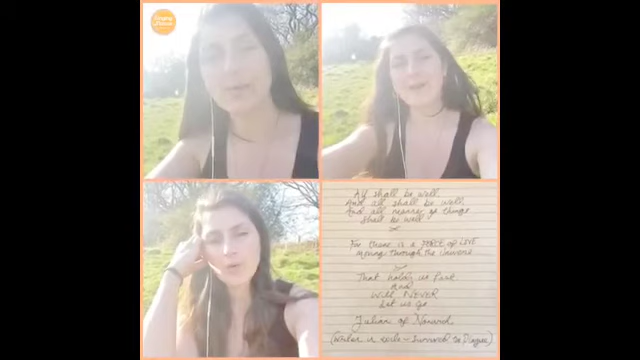 All shall be well,
And all shall be well,
And all manner of things
Shall be well
For there is a FORCE of LOVE
Moving through the Universe
That holds us Fast
And
Will NEVER
Let us go
Julian of Norwich
in exile -